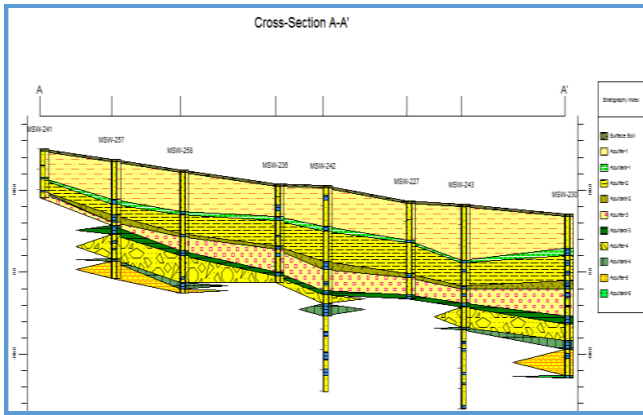 Cross-Section A-A'
A
A'
MSW-241
MSW-257
MSW-258
MSW-236
MSW-242
MSW-227
MSW-243
MSW-230
Stratigraphy Index
Surface Soil
Aquifer-1
Aquitard-1
Aquifer-2
Aquitard-2
Aquifer-3
Aquitard-3
Aquifer-4
Aquitard-4
Aquifer-5
Aquitard-5